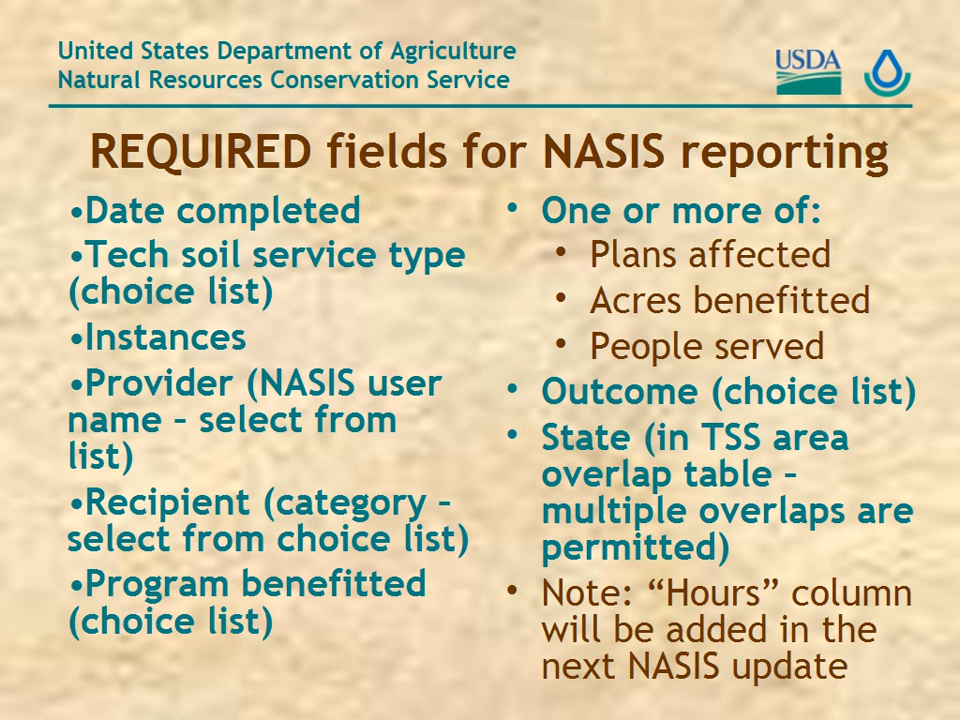 United States Department of Agriculture
Natural Resources Conservation Service
USDA
REQUIRED fields for NASIS reporting
•Date completed
•Tech soil service type
(choice list)
•Instances
•Provider (NASIS user
name – select from
list)
•Recipient (category –
select from choice list)
•Program benefitted
(choice list)
• One or more of:
• Plans affected
• Acres benefitted
• People served
• Outcome (choice list)
• State (in TSS area
overlap table –
multiple overlaps are
permitted)
• Note: “Hours” column
will be added in the
next NASIS update